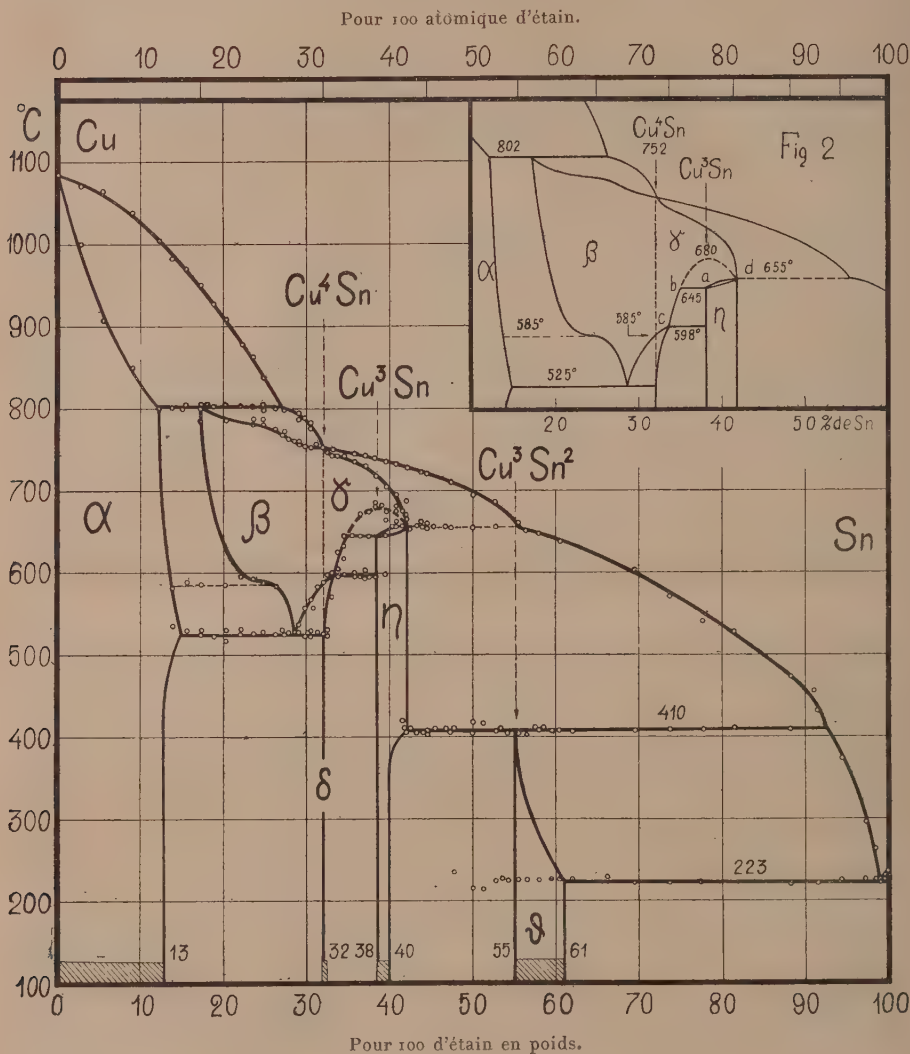 Pour 100 atomique d'étain.
0 10 20 30 40 50 60 70 80 90 100
°C
Cu
1100
1000
900
800
700
600
500
400
300
200
100
Cu⁴Sn
Cu³Sn
Cu³Sn²
Sn
α
β
γ
η
δ
ϑ
410
223
13
32
38
40
55
61
Fig 2
Cu⁴Sn
752
Cu³Sn
802
α
β
γ
680
d
655°
b
a
645
585°
585°
c
598°
η
525°
20 30 40 50 % de Sn
0 10 20 30 40 50 60 70 80 90 100
Pour 100 d'étain en poids.